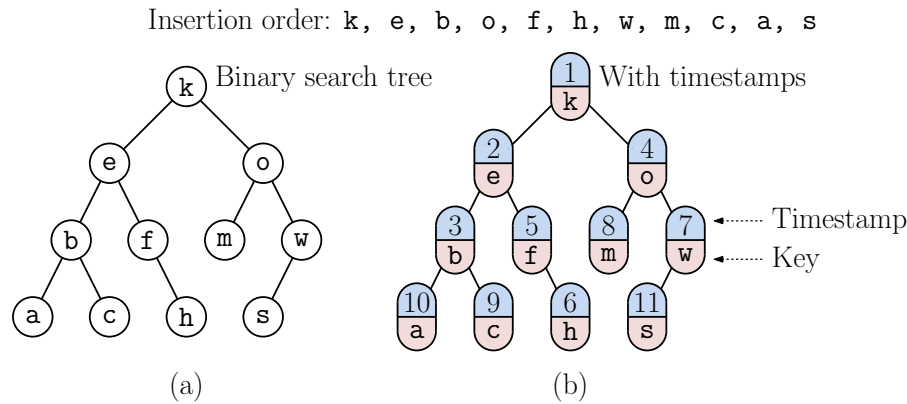 Insertion order: k, e, b, o, f, h, w, m, c, a, s
k Binary search tree
e o
b f m w
a c h s
(a)
1 With timestamps
k
2 4
e o
3 5 8 7 Timestamp
b f m w Key
10 9 6 11
a c h s
(b)